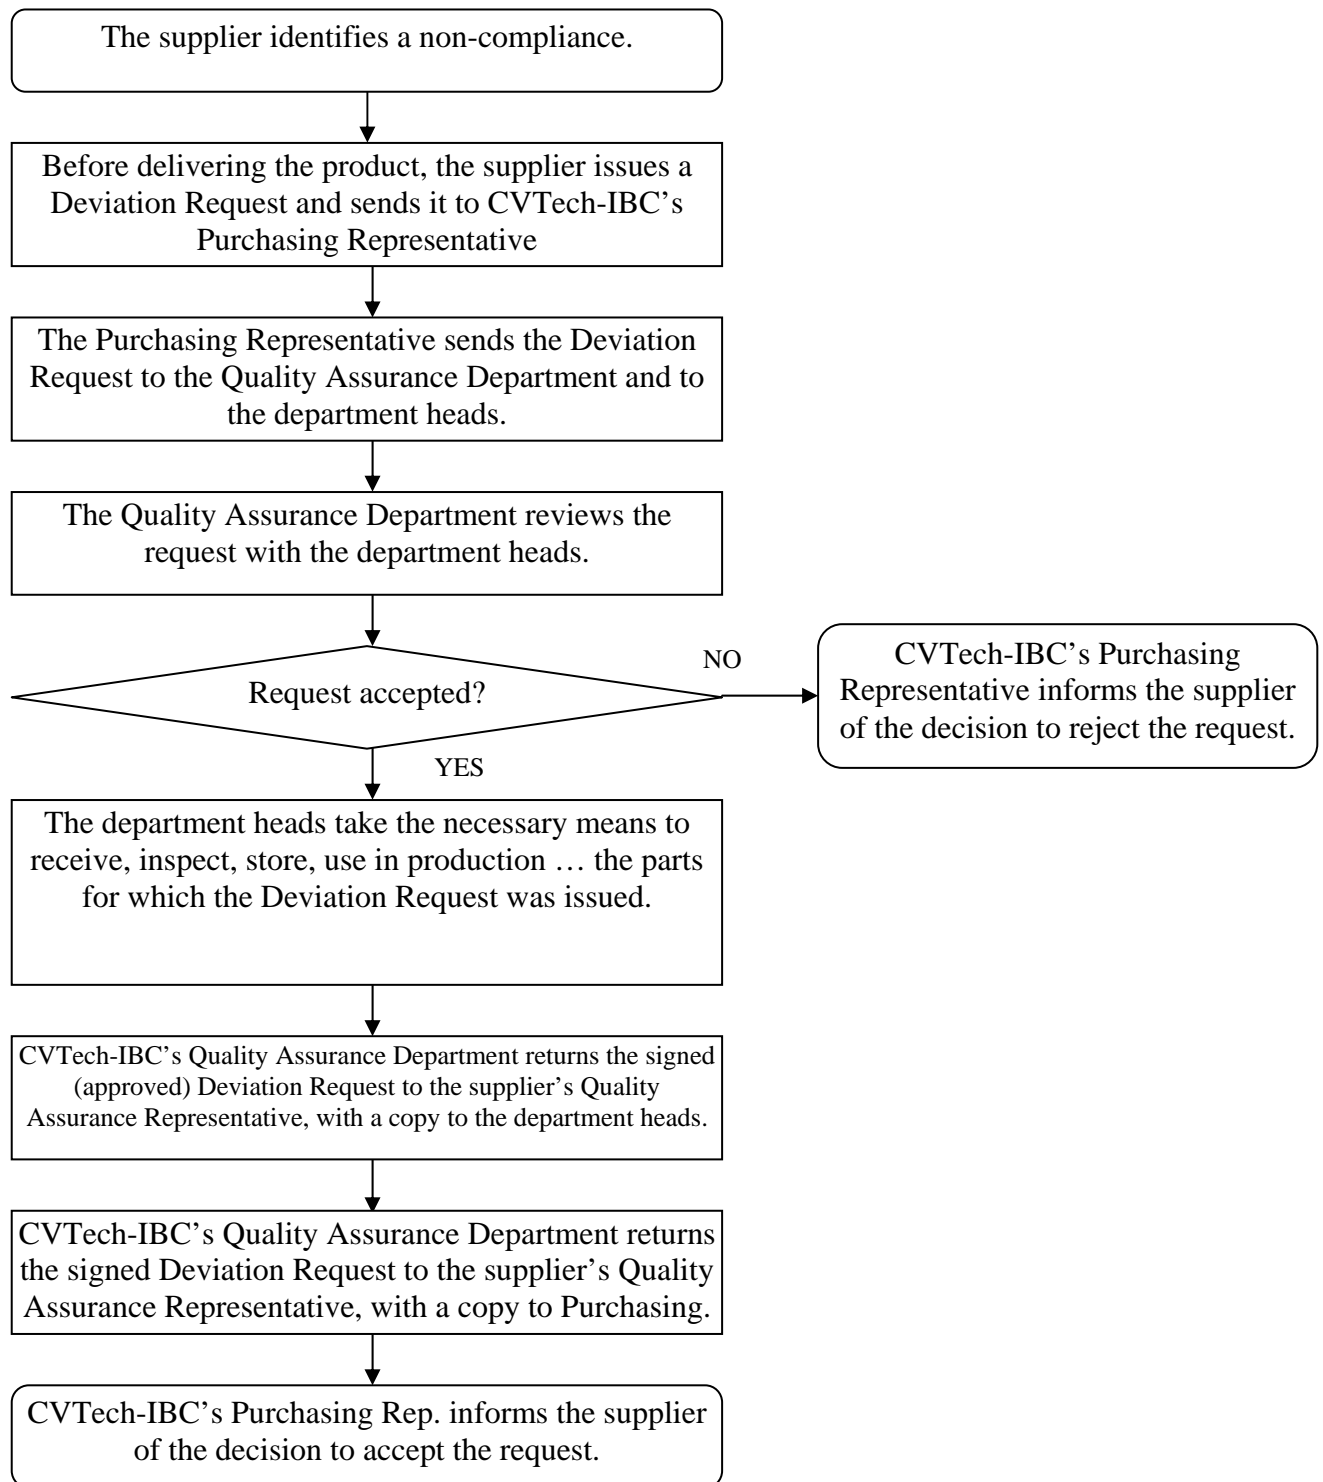 The supplier identifies a non-compliance.
Before delivering the product, the supplier issues a
Deviation Request and sends it to CVTech-IBC’s
Purchasing Representative
The Purchasing Representative sends the Deviation
Request to the Quality Assurance Department and to
the department heads.
The Quality Assurance Department reviews the
request with the department heads.
Request accepted?
NO
CVTech-IBC’s Purchasing
Representative informs the supplier
of the decision to reject the request.
YES
The department heads take the necessary means to
receive, inspect, store, use in production … the parts
for which the Deviation Request was issued.
CVTech-IBC’s Quality Assurance Department returns the signed
(approved) Deviation Request to the supplier’s Quality
Assurance Representative, with a copy to the department heads.
CVTech-IBC’s Quality Assurance Department returns
the signed Deviation Request to the supplier’s Quality
Assurance Representative, with a copy to Purchasing.
CVTech-IBC’s Purchasing Rep. informs the supplier
of the decision to accept the request.